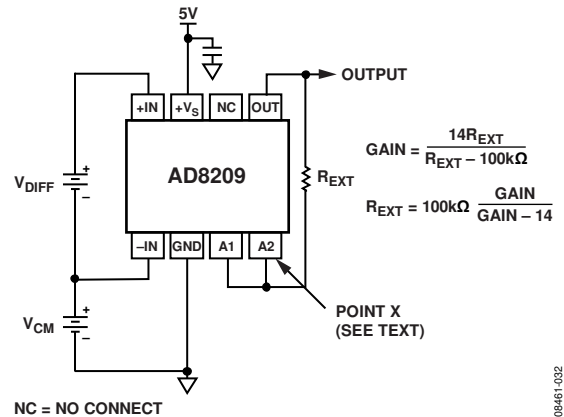 5V
OUTPUT
+IN
+VS
NC
OUT
GAIN = 14REXT / REXT – 100kΩ
VDIFF
+
–
AD8209
REXT
REXT = 100kΩ GAIN / GAIN – 14
–IN
GND
A1
A2
VCM
+
–
POINT X
(SEE TEXT)
NC = NO CONNECT
08461-032